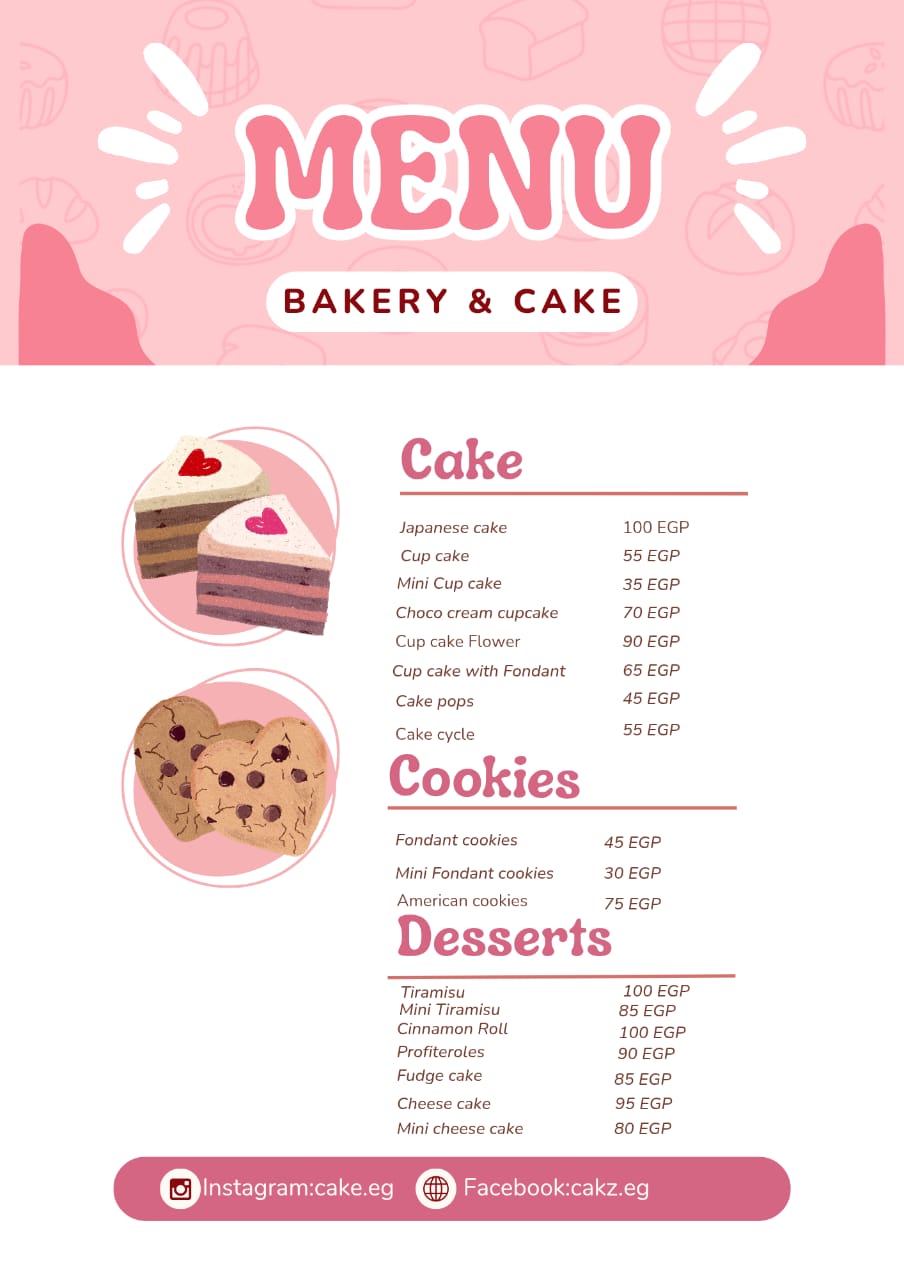 MENU
BAKERY & CAKE
Cake
Japanese cake 100 EGP
Cup cake 55 EGP
Mini Cup cake 35 EGP
Choco cream cupcake 70 EGP
Cup cake Flower 90 EGP
Cup cake with Fondant 65 EGP
Cake pops 45 EGP
Cake cycle 55 EGP
Cookies
Fondant cookies 45 EGP
Mini Fondant cookies 30 EGP
American cookies 75 EGP
Desserts
Tiramisu 100 EGP
Mini Tiramisu 85 EGP
Cinnamon Roll 100 EGP
Profiteroles 90 EGP
Fudge cake 85 EGP
Cheese cake 95 EGP
Mini cheese cake 80 EGP
Instagram:cake.eg Facebook:cakz.eg